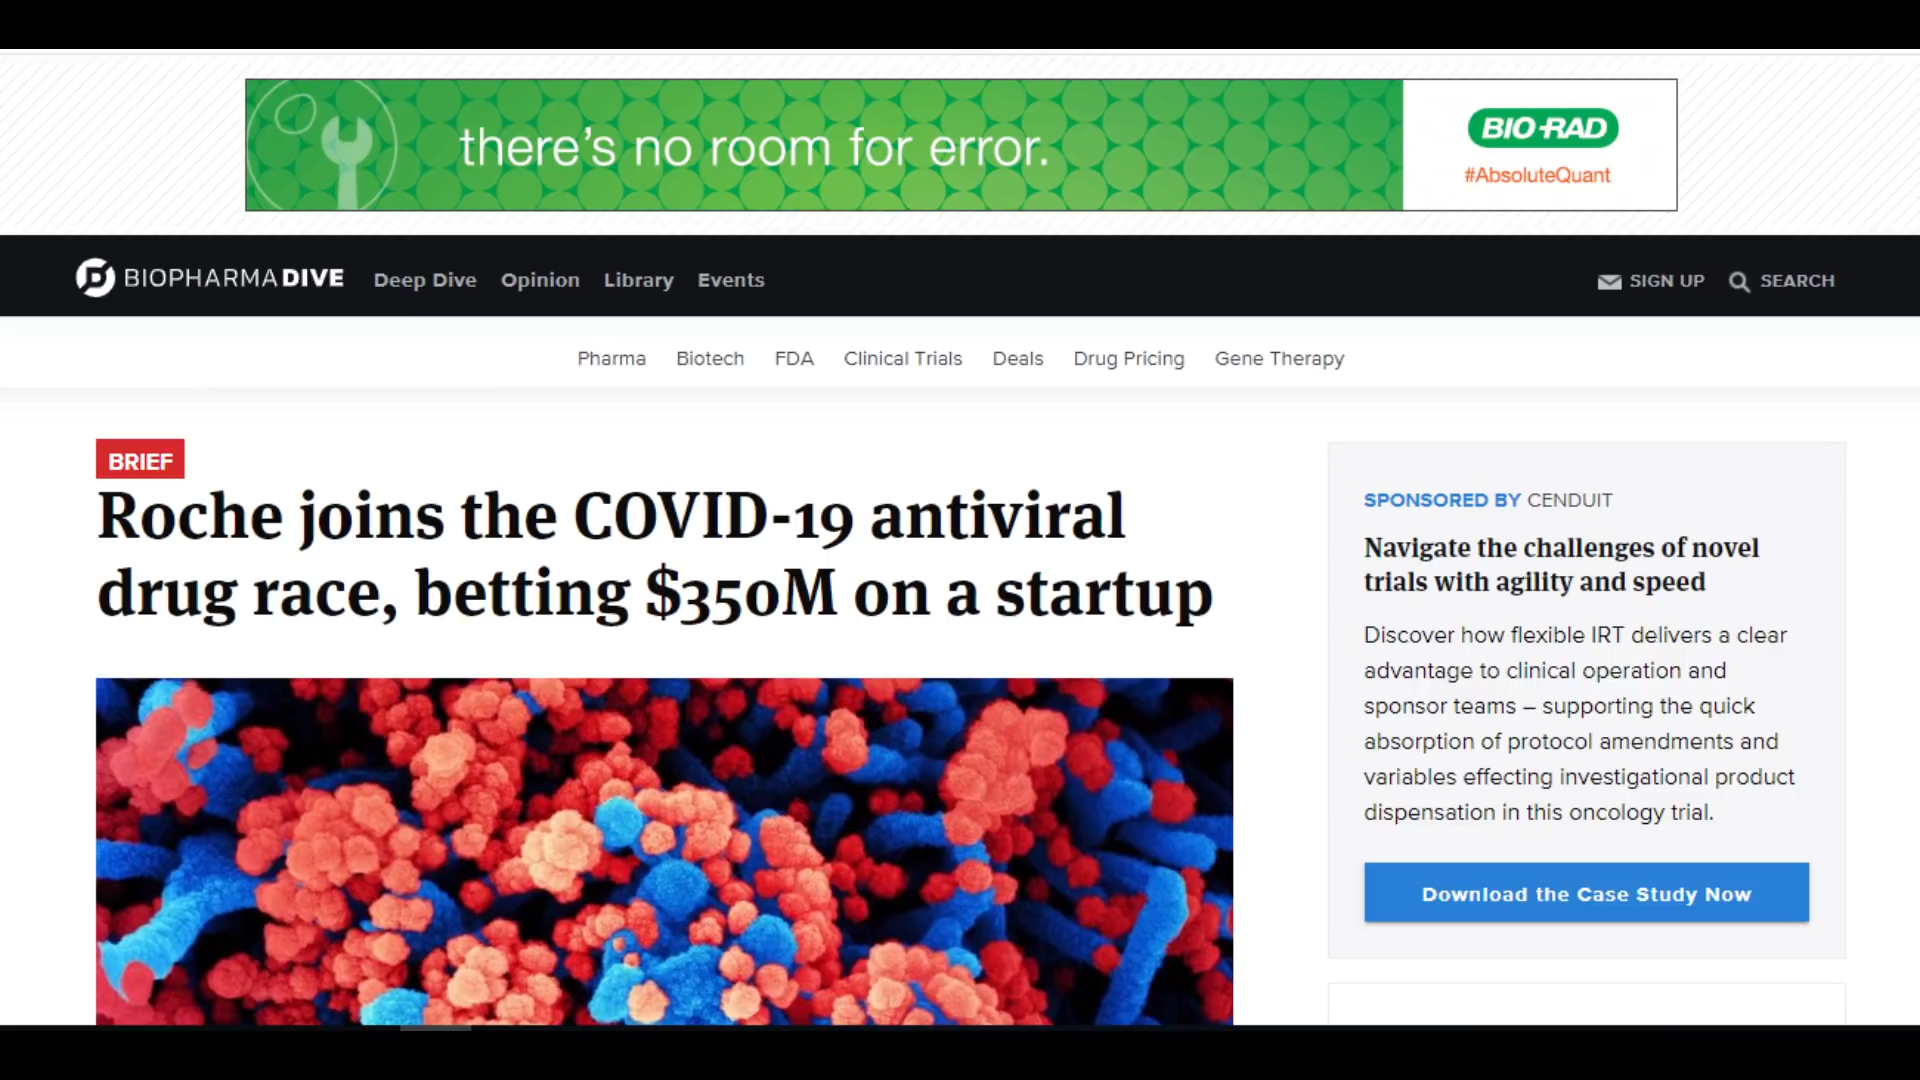 there's no room for error.
BIO-RAD
#AbsoluteQuant
BIOPHARMADIVE Deep Dive Opinion Library Events SIGN UP SEARCH
Pharma Biotech FDA Clinical Trials Deals Drug Pricing Gene Therapy
BRIEF
Roche joins the COVID-19 antiviral
drug race, betting $350M on a startup
SPONSORED BY CENDUIT
Navigate the challenges of novel
trials with agility and speed
Discover how flexible IRT delivers a clear
advantage to clinical operation and
sponsor teams – supporting the quick
absorption of protocol amendments and
variables effecting investigational product
dispensation in this oncology trial.
Download the Case Study Now